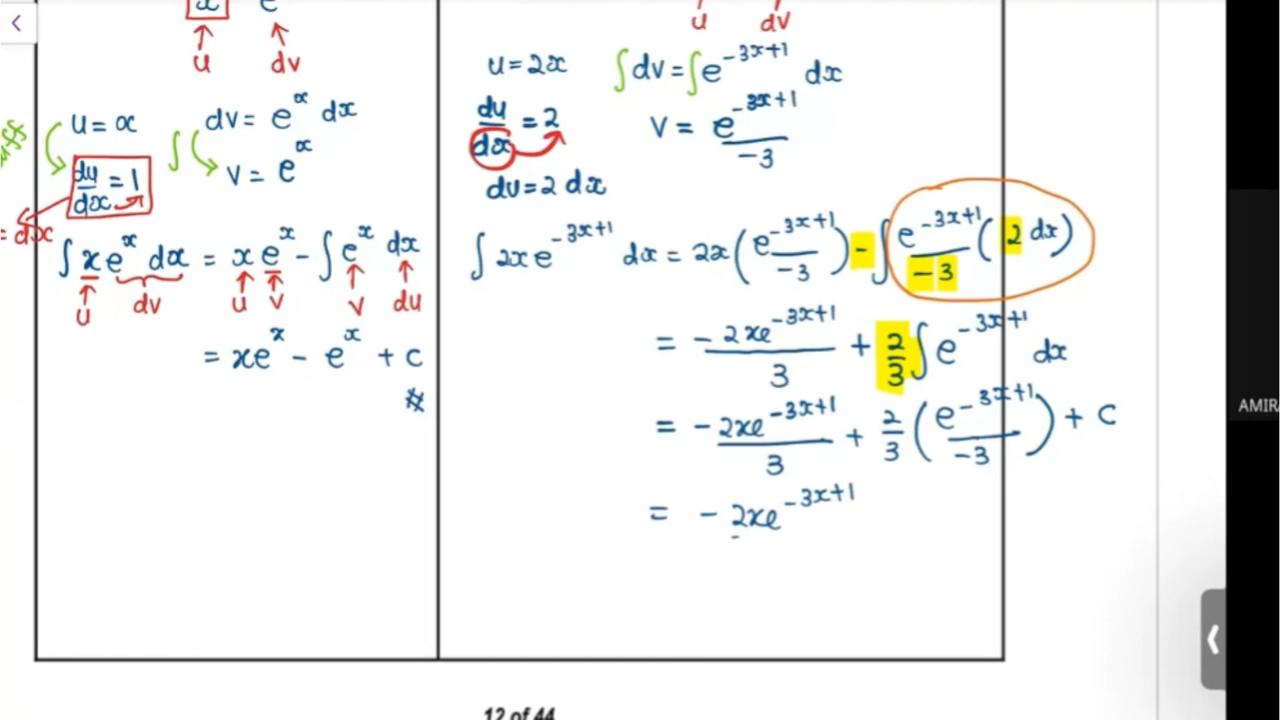 x e
u dv
u = x dv = e^x dx
du/dx = 1 v = e^x
= dx
∫ x e^x dx = x e^x - ∫ e^x dx
u dv u v v du
= xe^x - e^x + c
#
u dv
u = 2x ∫ dv = ∫ e^{-3x+1} dx
du/dx = 2 v = e^{-3x+1}/-3
du = 2 dx
∫ 2x e^{-3x+1} dx = 2x (e^{-3x+1}/-3) - ∫ e^{-3x+1}/-3 (2 dx)
= - 2xe^{-3x+1}/3 + 2/3 ∫ e^{-3x+1} dx
= - 2xe^{-3x+1}/3 + 2/3 (e^{-3x+1}/-3) + c
= - 2xe^{-3x+1}
12 of 44
AMIR